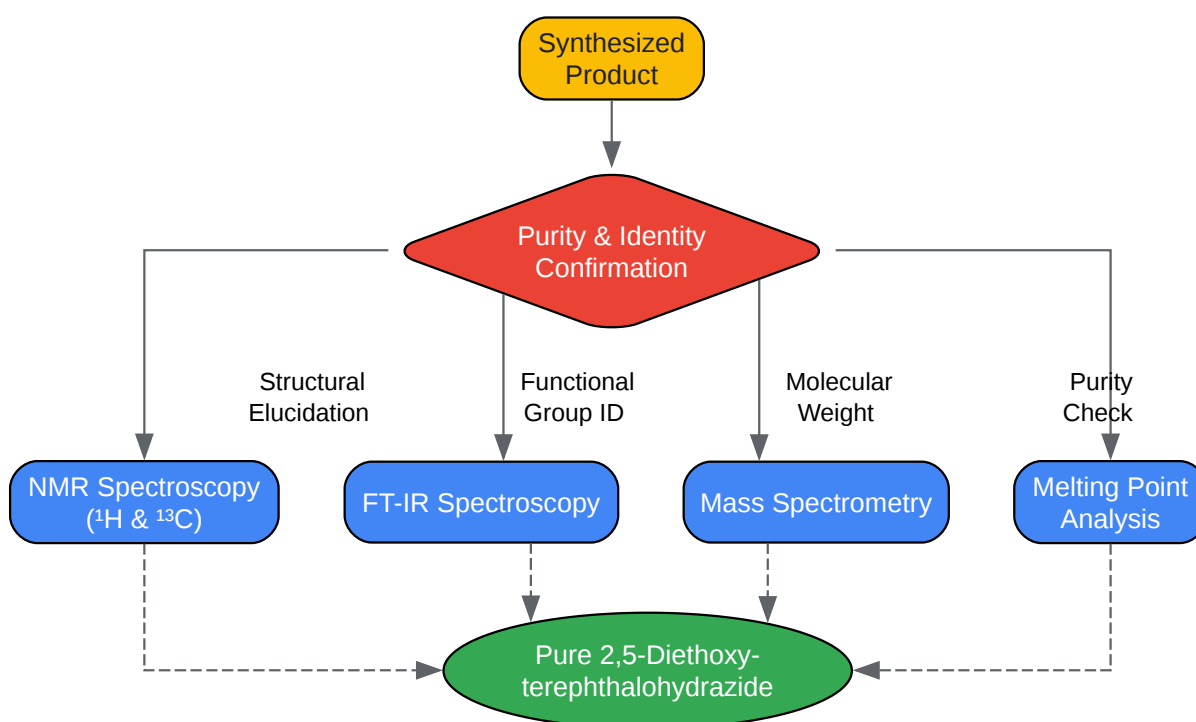 Synthesized
Product
Purity & Identity
Confirmation
Structural
Elucidation
Functional
Group ID
Molecular
Weight
Purity
Check
NMR Spectroscopy
(¹H & ¹³C)
FT-IR Spectroscopy
Mass Spectrometry
Melting Point
Analysis
Pure 2,5-Diethoxy-
terephthalohydrazide